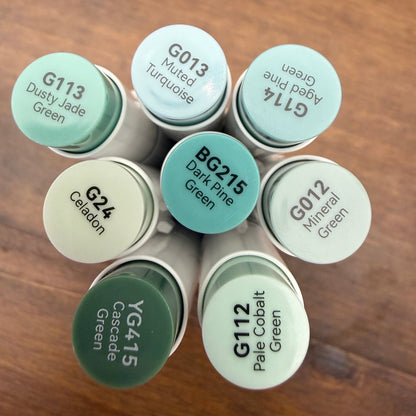 G113
Dusty Jade
Green
G013
Muted
Turquoise
G114
Aged Pine
Green
G24
Celadon
BG215
Dark Pine
Green
G012
Mineral
Green
YG415
Cascade
Green
G112
Pale Cobalt
Green